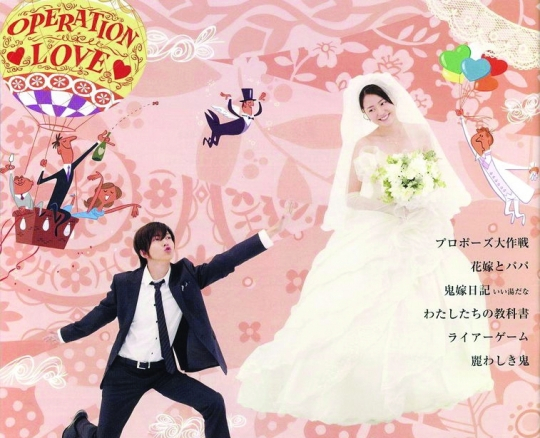 OPERATION
LOVE
プロポーズ大作戦
花嫁とパパ
鬼嫁日記 いい湯だな
わたしたちの教科書
ライアーゲーム
麗わしき鬼